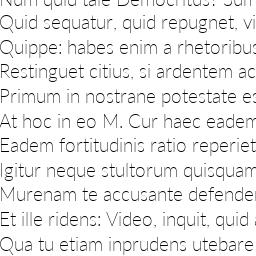 Num quid tale Democritus? Sum
Quid sequatur, quid repugnet, vi
Quippe: habes enim a rhetoribus
Restinguet citius, si ardentem ac
Primum in nostrane potestate es
At hoc in eo M. Cur haec eadem
Eadem fortitudinis ratio reperiet
Igitur neque stultorum quisquam
Murenam te accusante defender
Et ille ridens: Video, inquit, quid a
Qua tu etiam inprudens utebare